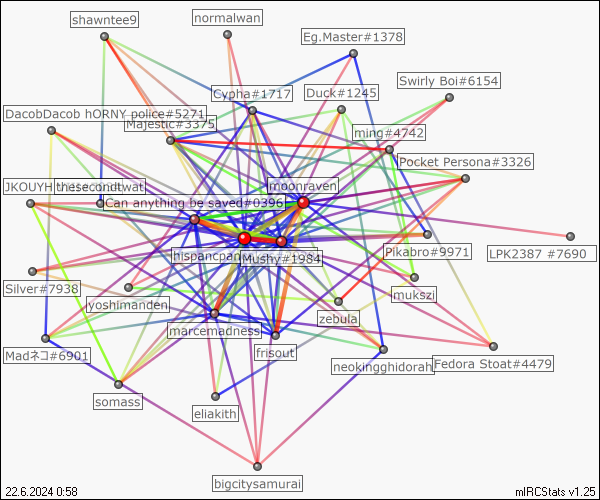 shawntee9
normalwan
Eg.Master#1378
Swirly Boi#6154
Cypha#1717
Duck#1245
DacobDacob hORNY police#5271
Majestic#3375
ming#4742
Pocket Persona#3326
JKOUYH
thesecondtwat
moonraven
Can anything be saved#0396
hispancpan
Mushy#1984
Pikabro#9971
LPK2387 #7690
Silver#7938
yoshimanden
mukszi
zebula
marcemadness
Madネコ#6901
frisout
neokingghidorah
Fedora Stoat#4479
somass
eliakith
bigcitysamurai
22.6.2024 0:58
mIRCStats v1.25